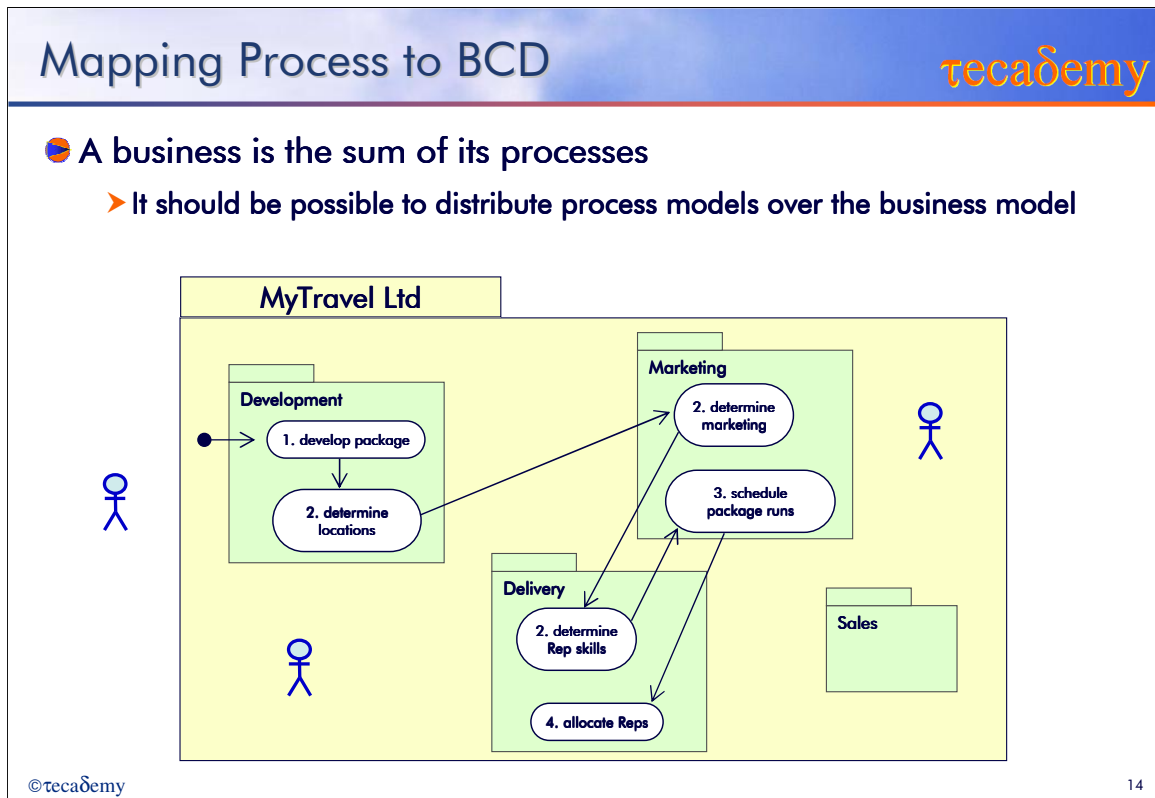 Mapping Process to BCD
τecaδemy
A business is the sum of its processes
It should be possible to distribute process models over the business model
MyTravel Ltd
Development
1. develop package
2. determine
locations
Marketing
2. determine
marketing
3. schedule
package runs
Delivery
2. determine
Rep skills
4. allocate Reps
Sales
©τecaδemy
14